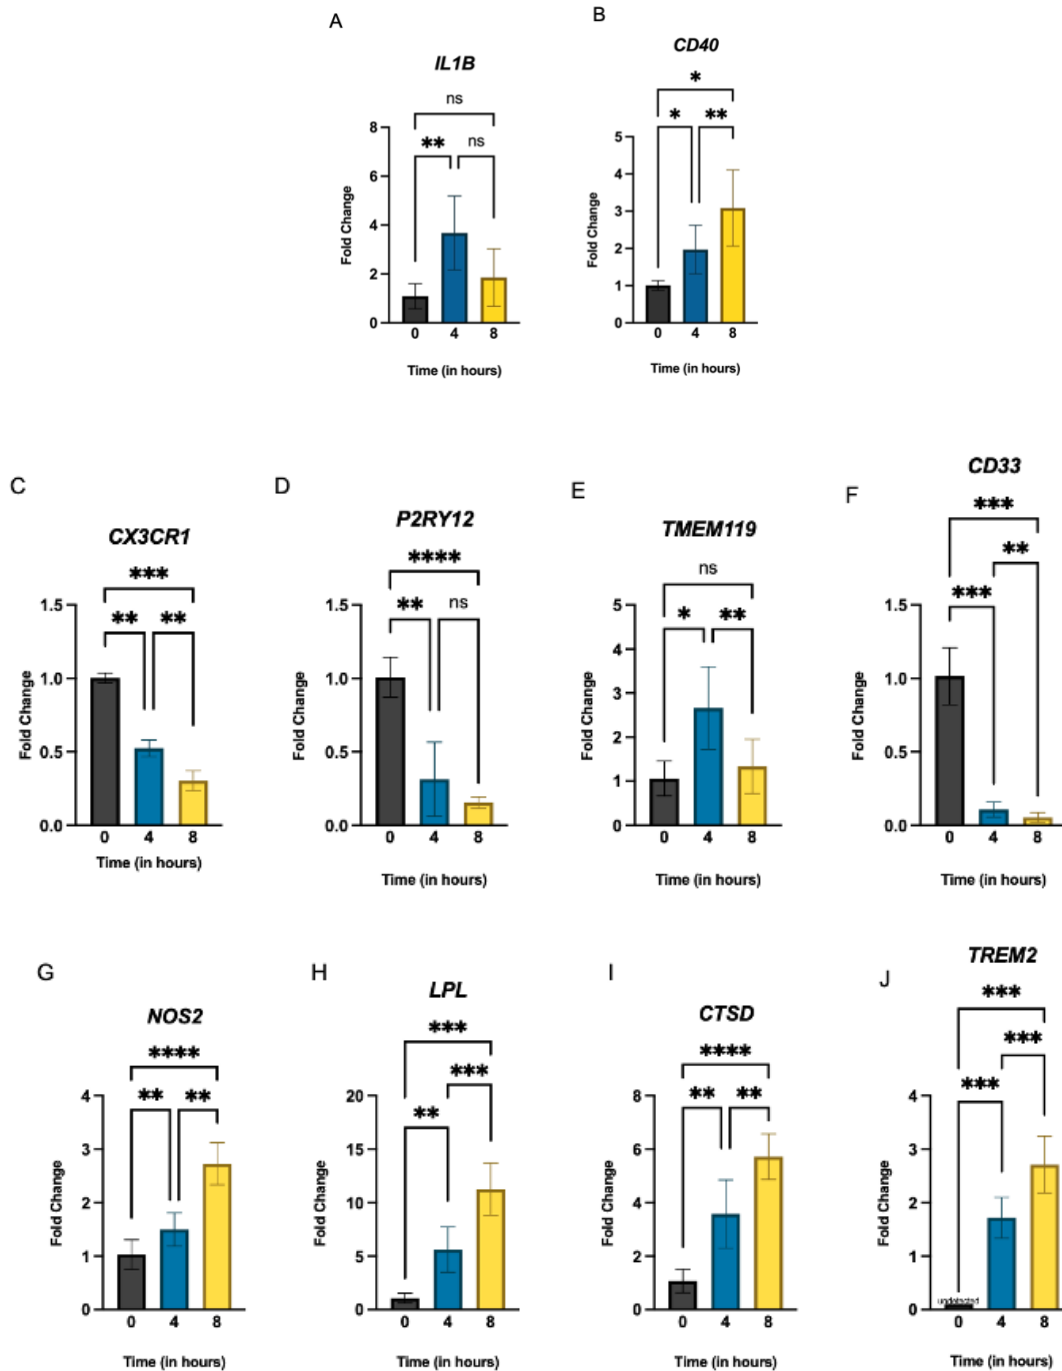 A
IL1B
ns
** ns
8
6
4
2
0
Fold Change
0 4 8
Time (in hours)
B
CD40
*
* **
5
4
3
2
1
0
Fold Change
0 4 8
Time (in hours)
C
CX3CR1
***
** **
1.5
1.0
0.5
0.0
Fold Change
0 4 8
Time (in hours)
D
P2RY12
****
** ns
1.5
1.0
0.5
0.0
Fold Change
0 4 8
Time (in hours)
E
TMEM119
ns
* **
5
4
3
2
1
0
Fold Change
0 4 8
Time (in hours)
F
CD33
***
**
***
1.5
1.0
0.5
0.0
Fold Change
0 4 8
Time (in hours)
G
NOS2
****
** **
4
3
2
1
0
Fold Change
0 4 8
Time (in hours)
H
LPL
***
***
**
20
15
10
5
0
Fold Change
0 4 8
Time (in hours)
I
CTSD
****
** **
8
6
4
2
0
Fold Change
0 4 8
Time (in hours)
J
TREM2
***
***
***
4
3
2
1
0
Fold Change
undetected
0 4 8
Time (in hours)